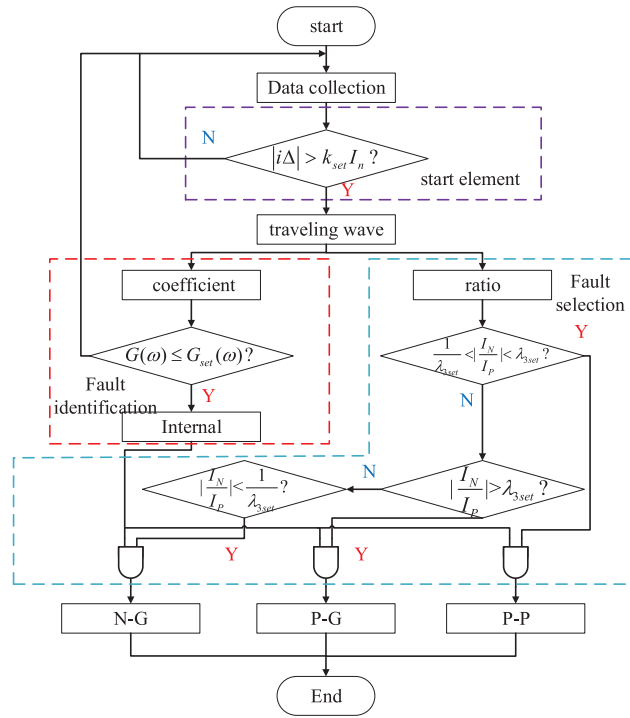 start
Data collection
N
|iΔ| > k_set I_n ?
Y
start element
traveling wave
coefficient
ratio
Fault
selection
G(ω) ≤ G_set(ω)?
1/λ_3set <|I_N/I_P|< λ_3set ?
Y
Fault
identification
Y
N
Internal
|I_N/I_P|< 1/λ_3set ?
N
|I_N/I_P|>λ_3set ?
Y
Y
N-G
P-G
P-P
End